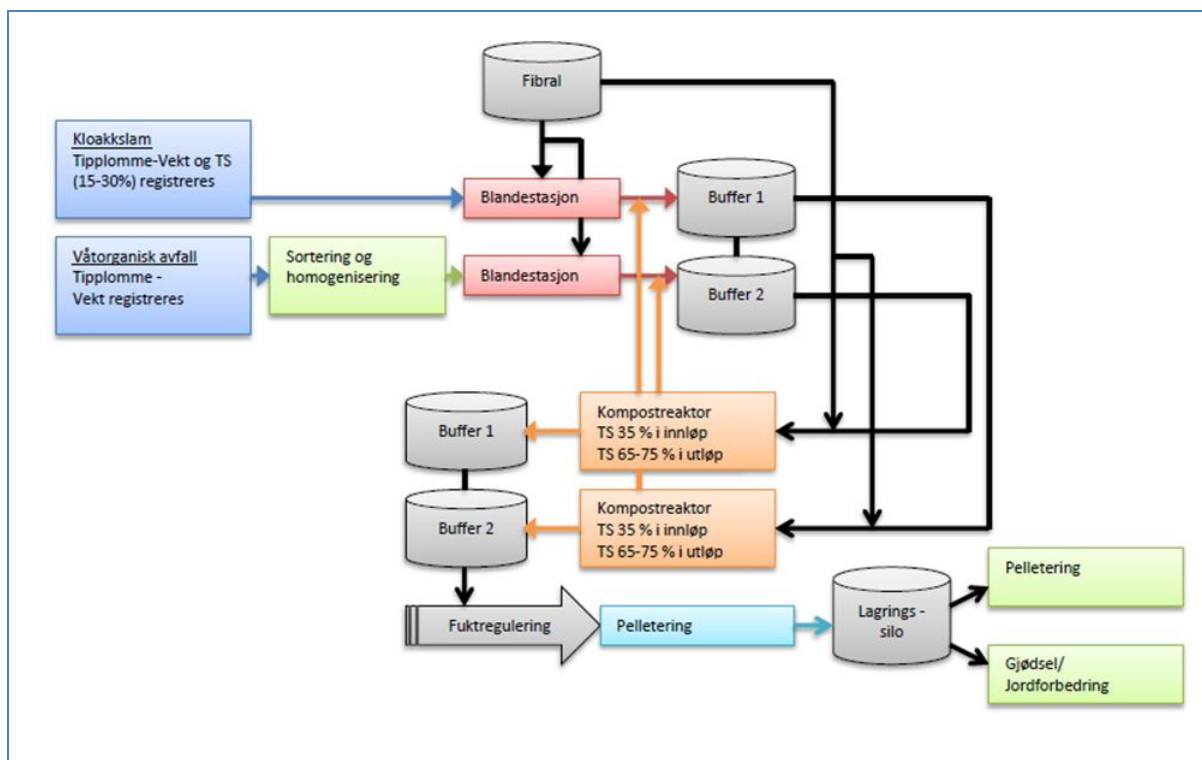 Fibral
Kloakkslam
Tipplomme-Vekt og TS
(15-30%) registreres
Blandestasjon
Buffer 1
Våtorganisk avfall
Tipplomme -
Vekt registreres
Sortering og
homogenisering
Blandestasjon
Buffer 2
Buffer 1
Kompostreaktor
TS 35 % i innløp
TS 65-75 % i utløp
Buffer 2
Kompostreaktor
TS 35 % i innløp
TS 65-75 % i utløp
Fuktregulering
Pelletering
Lagrings -
silo
Pelletering
Gjødsel/
Jordforbedring